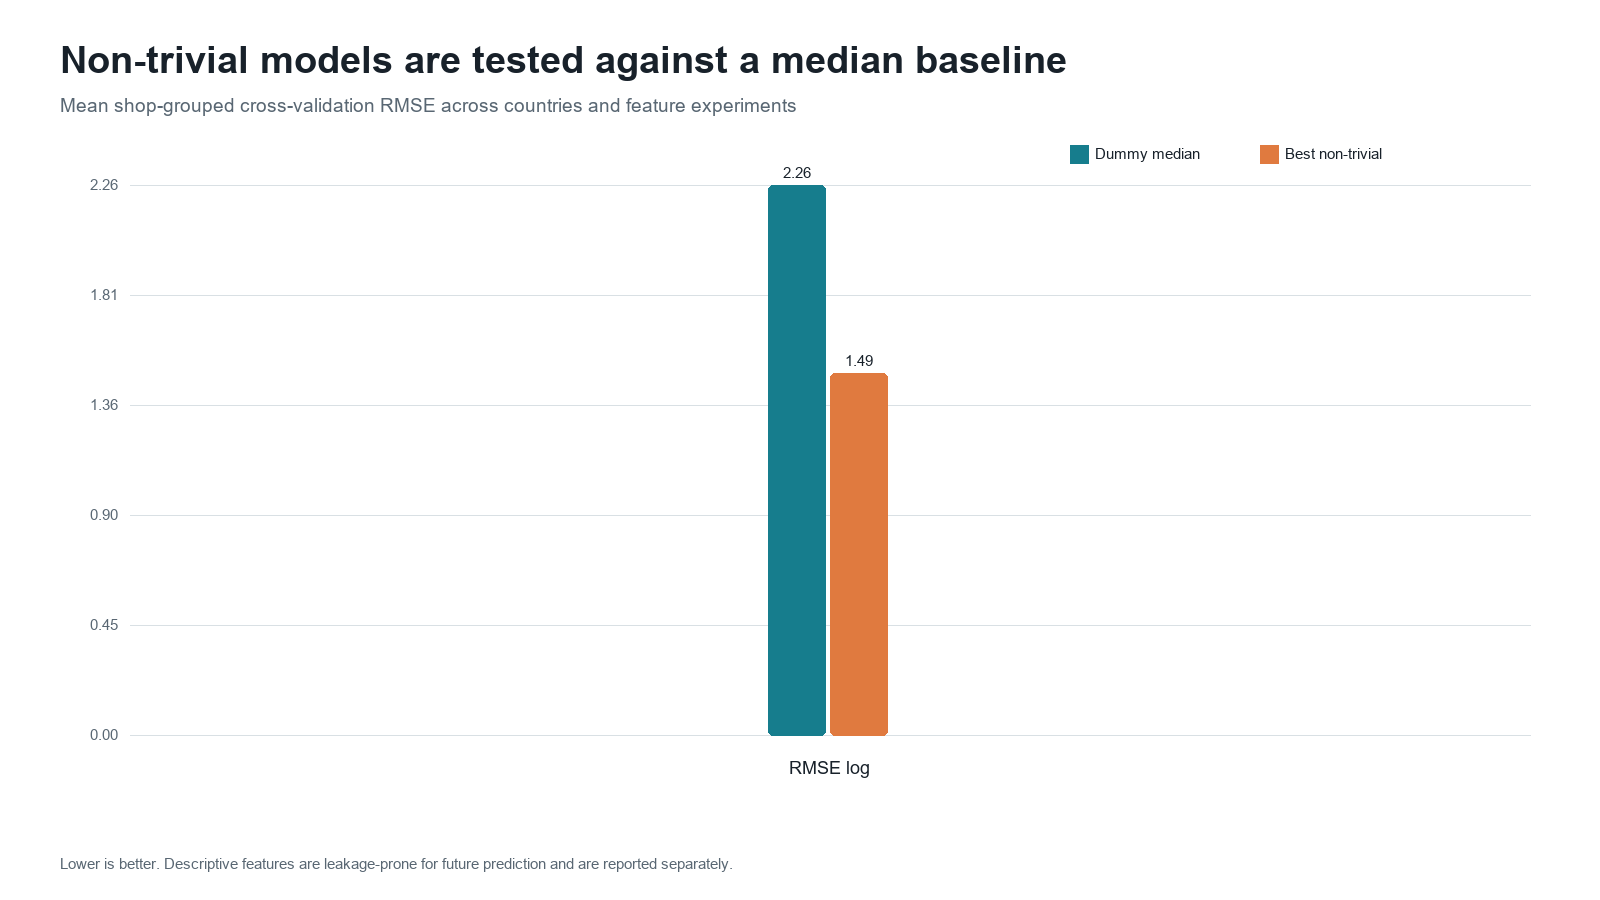 Non-trivial models are tested against a median baseline
Mean shop-grouped cross-validation RMSE across countries and feature experiments
Dummy median
Best non-trivial
2.26
2.26
1.81
1.49
1.36
0.90
0.45
0.00
RMSE log
Lower is better. Descriptive features are leakage-prone for future prediction and are reported separately.